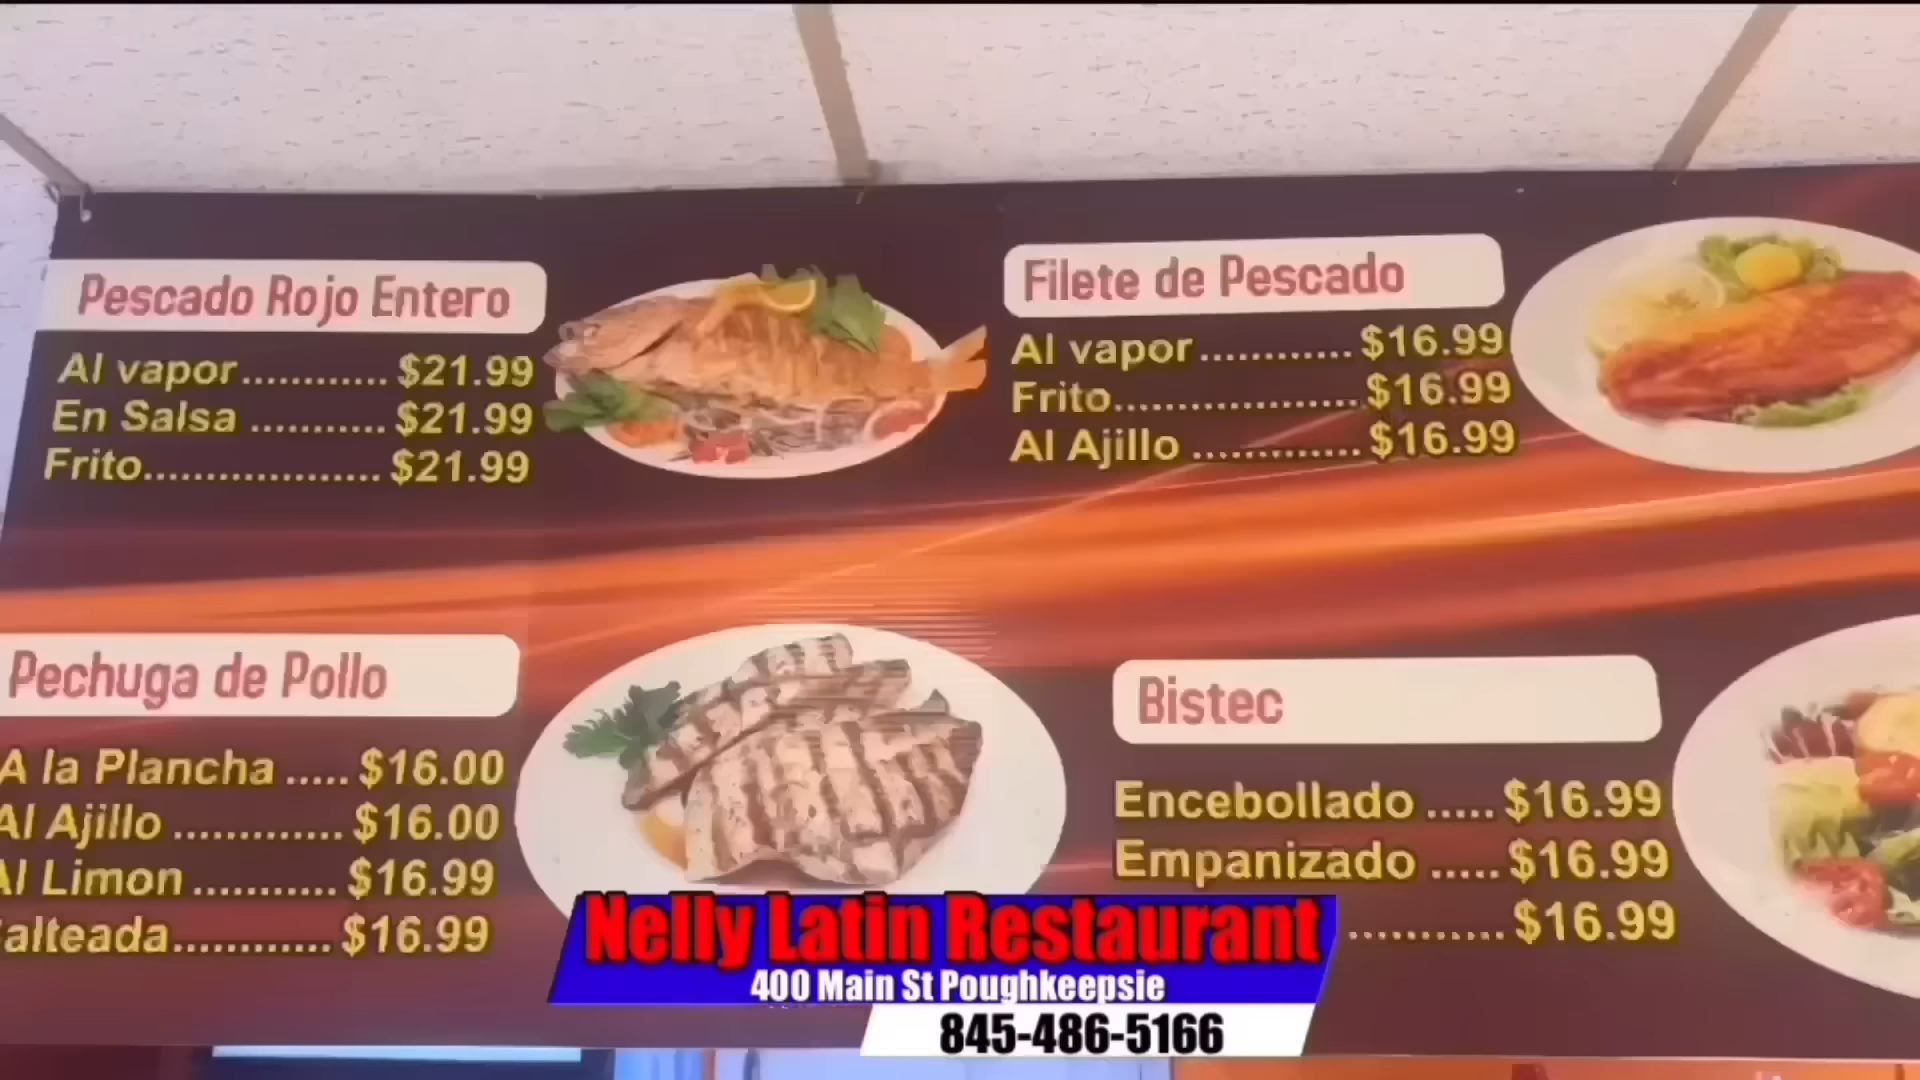 Pescado Rojo Entero
Al vapor............ $21.99
En Salsa ........... $21.99
Frito................... $21.99
Filete de Pescado
Al vapor............ $16.99
Frito................... $16.99
Al Ajillo ............. $16.99
Pechuga de Pollo
A la Plancha ..... $16.00
Al Ajillo ............. $16.00
Al Limon ........... $16.99
alteada............ $16.99
Bistec
Encebollado ..... $16.99
Empanizado ..... $16.99
............ $16.99
Nelly Latin Restaurant
400 Main St Poughkeepsie
845-486-5166